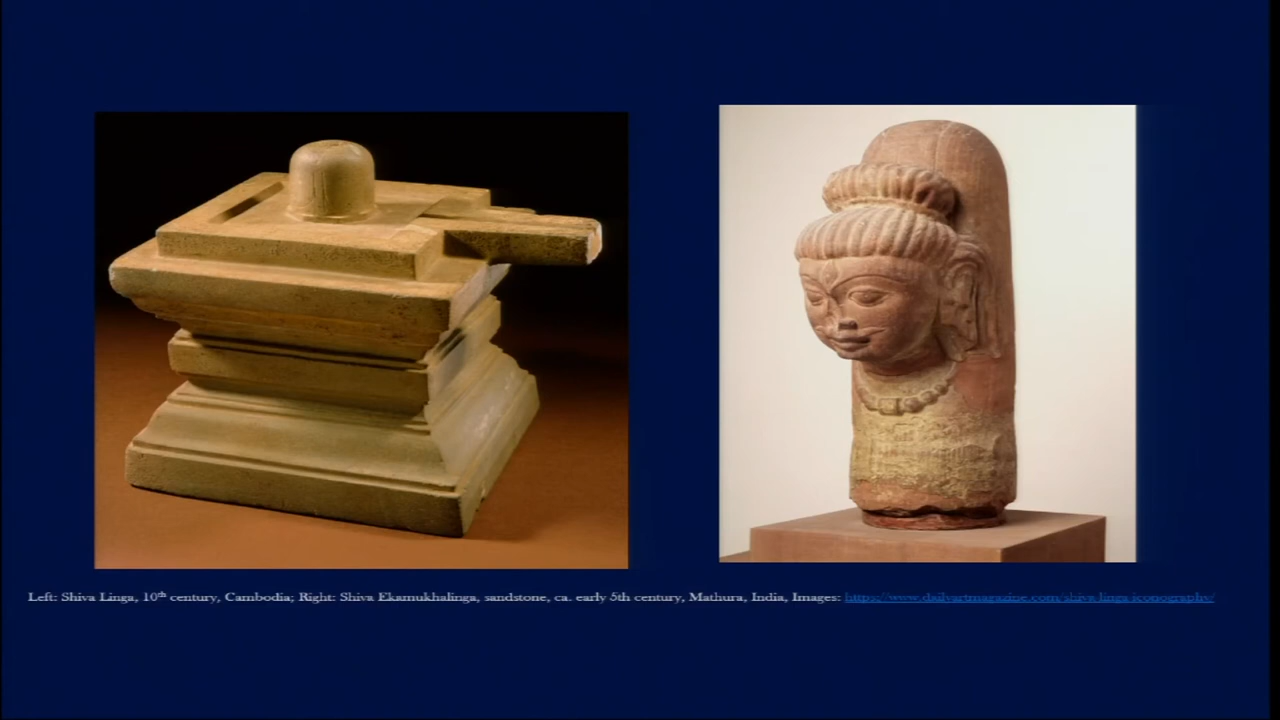 Left: Shiva Linga, 10th century, Cambodia; Right: Shiva Ekamukhalinga, sandstone, ca. early 5th century, Mathura, India, Images: https://www.dailyartmagazine.com/shiva-linga-iconography/